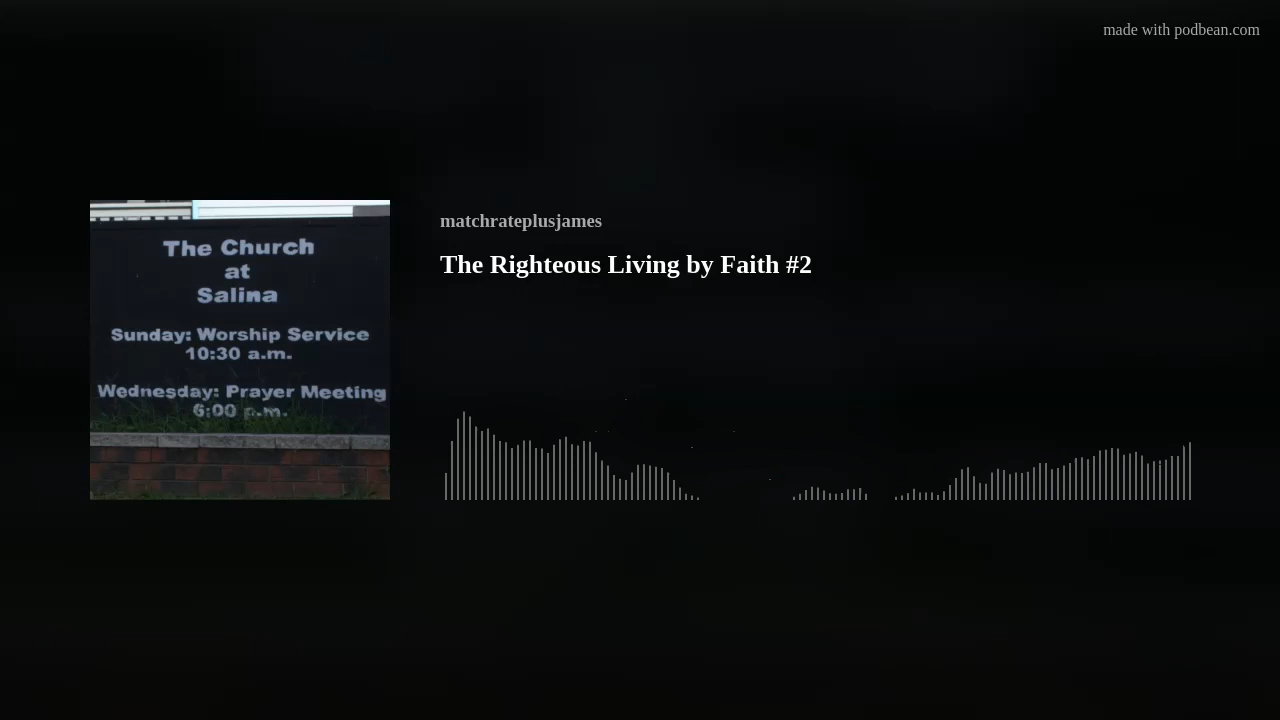 made with podbean.com
matchrateplusjames
The Righteous Living by Faith #2
The Church
at
Salina
Sunday: Worship Service
10:30 a.m.
Wednesday: Prayer Meeting
6:00 p.m.